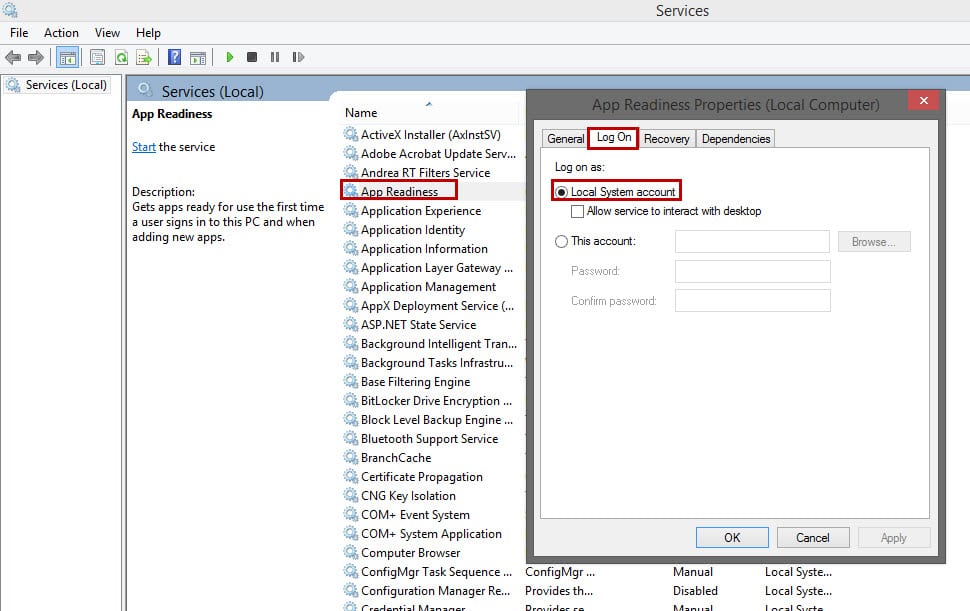 Services
File Action View Help
Services (Local)
Services (Local)
App Readiness
Start the service
Description:
Gets apps ready for use the first time
a user signs in to this PC and when
adding new apps.
Name
ActiveX Installer (AxInstSV)
Adobe Acrobat Update Serv...
Andrea RT Filters Service
App Readiness
Application Experience
Application Identity
Application Information
Application Layer Gateway ...
Application Management
AppX Deployment Service (...
ASP.NET State Service
Background Intelligent Tran...
Background Tasks Infrastru...
Base Filtering Engine
BitLocker Drive Encryption ...
Block Level Backup Engine ...
Bluetooth Support Service
BranchCache
Certificate Propagation
CNG Key Isolation
COM+ Event System
COM+ System Application
Computer Browser
ConfigMgr Task Sequence ... ConfigMgr ... Manual Local Syste...
Configuration Manager Re... Provides th... Disabled Local Syste...
Credential Manager Provides se... Manual Local Syste...
App Readiness Properties (Local Computer)
General Log On Recovery Dependencies
Log on as:
Local System account
Allow service to interact with desktop
This account:
Browse...
Password:
Confirm password:
OK Cancel Apply